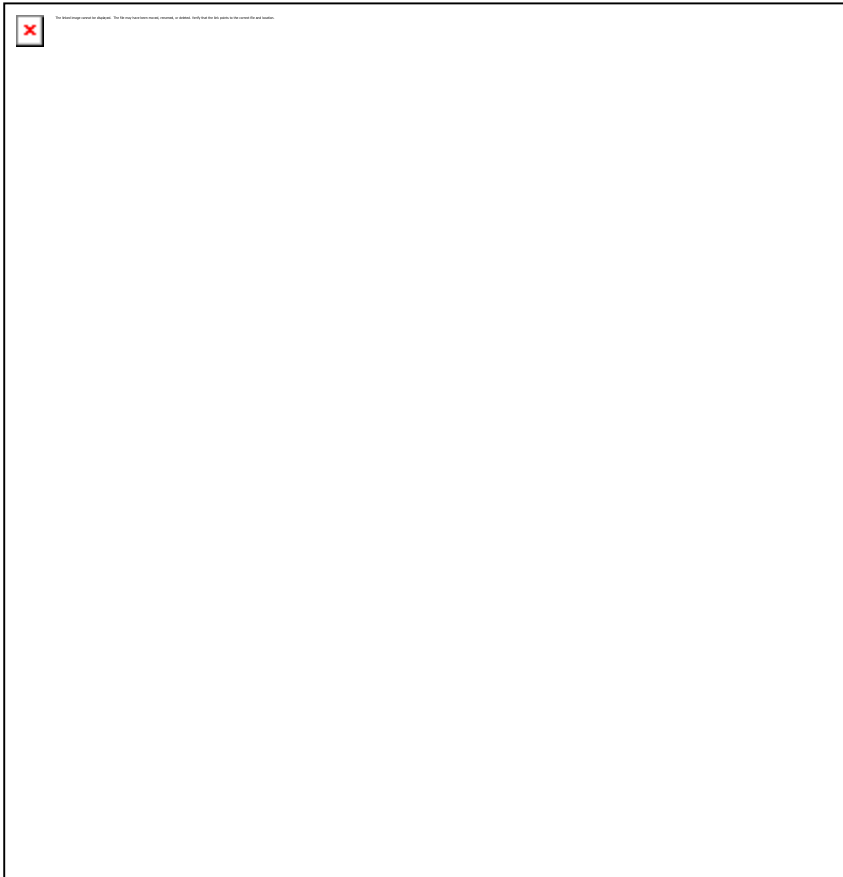 The linked image cannot be displayed. The file may have been moved, renamed, or deleted. Verify that the link points to the correct file and location.